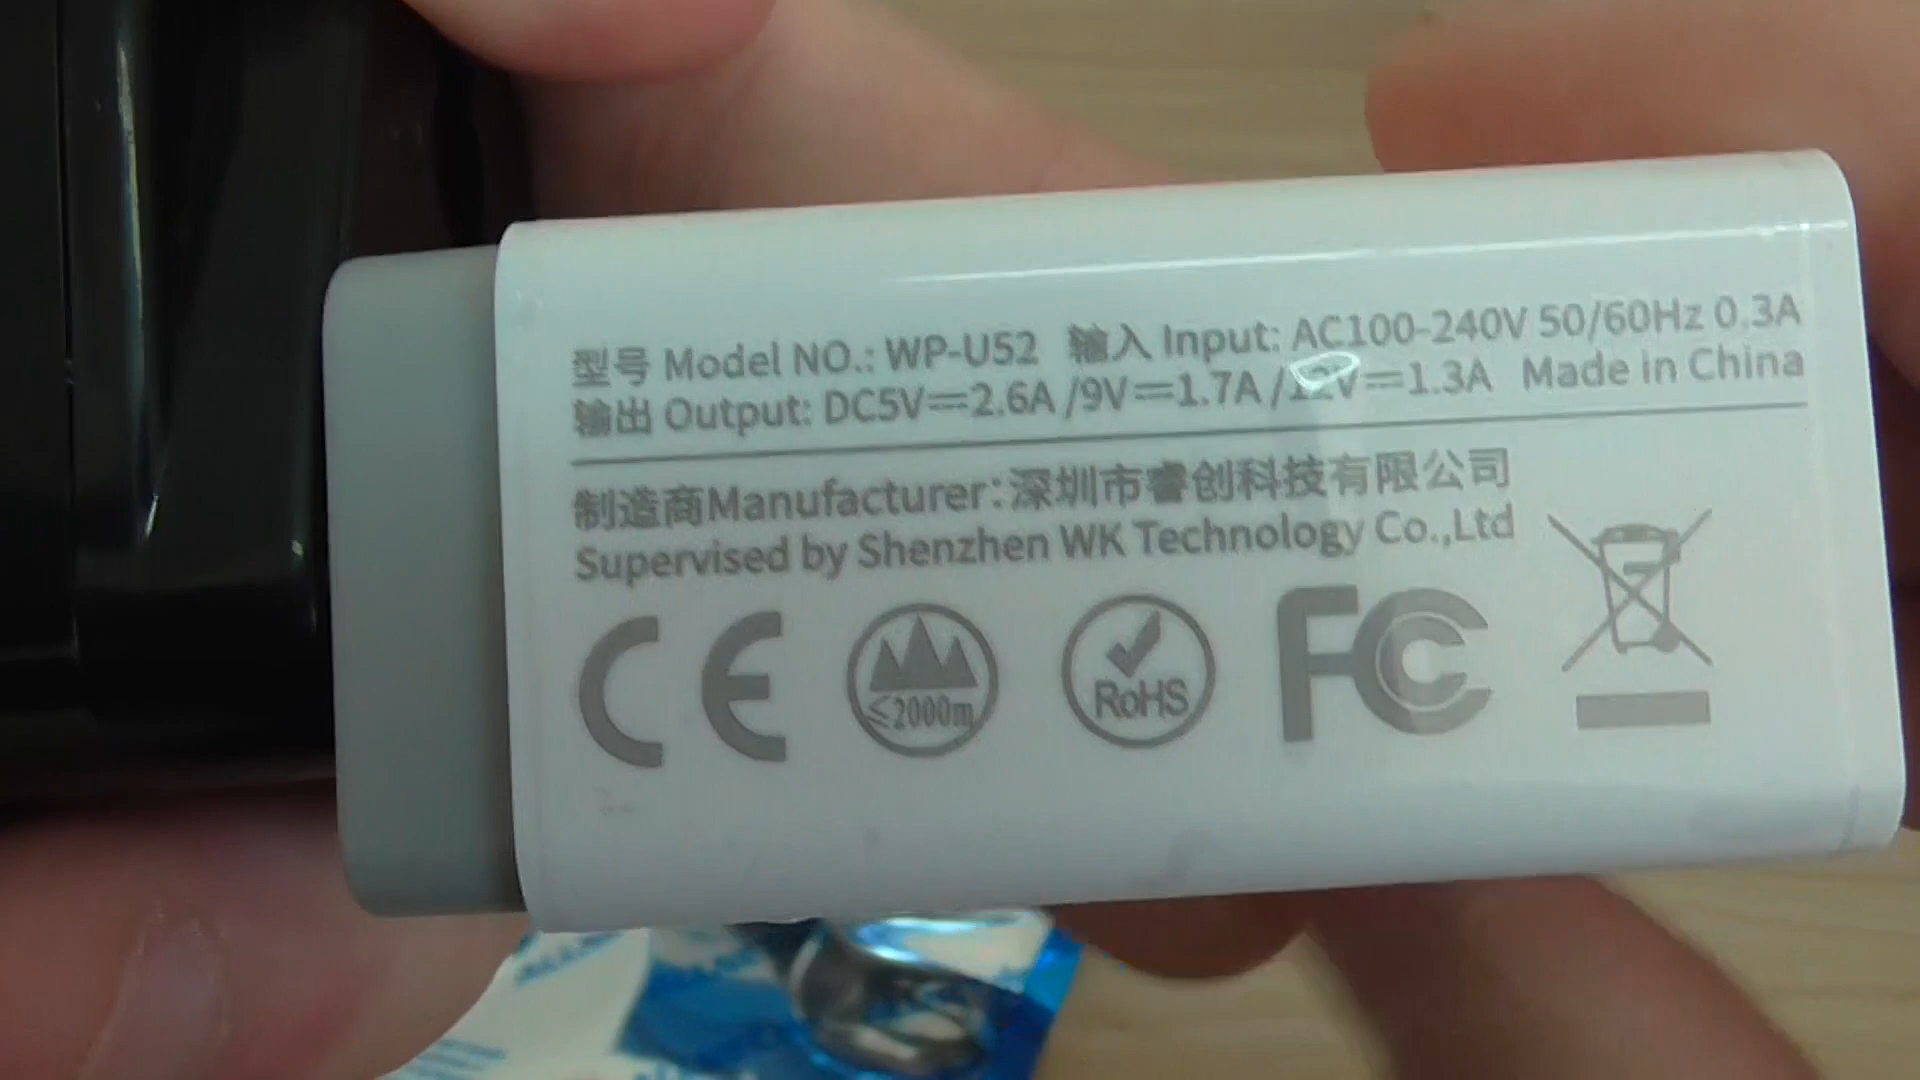 型号 Model NO.: WP-U52 输入 Input: AC100-240V 50/60Hz 0.3A
输出 Output: DC5V⎓2.6A /9V⎓1.7A /12V⎓1.3A Made in China
制造商Manufacturer:深圳市睿创科技有限公司
Supervised by Shenzhen WK Technology Co.,Ltd
CE ≤2000m RoHS FC